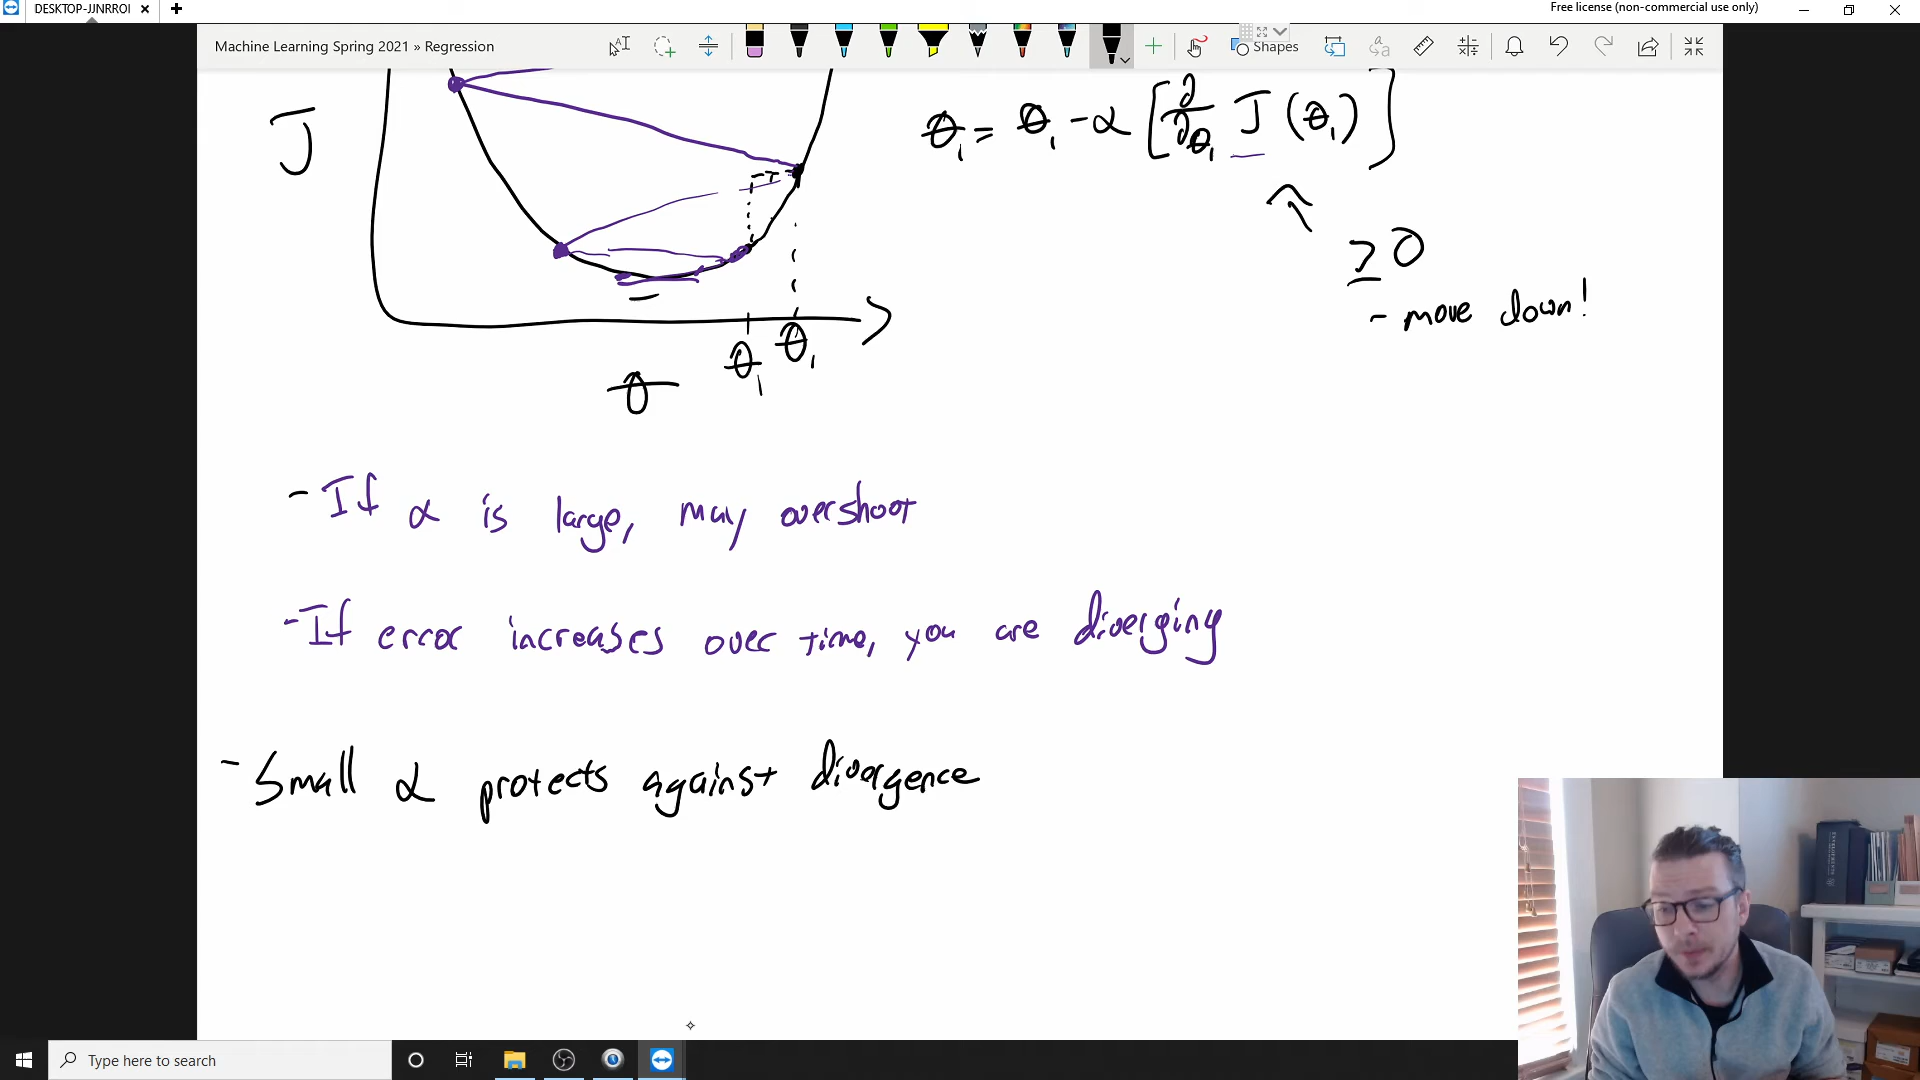 DESKTOP-JJNRROI
Free license (non-commercial use only)
Machine Learning Spring 2021 » Regression
Shapes
J
θ₁ = θ₁ - α [∂/∂θ₁ J (θ₁)]
≥ 0
- move down!
θ₁ θ₁
θ
- If α is large, may overshoot
- If error increases over time, you are diverging
- Small α protects against divergence
Type here to search